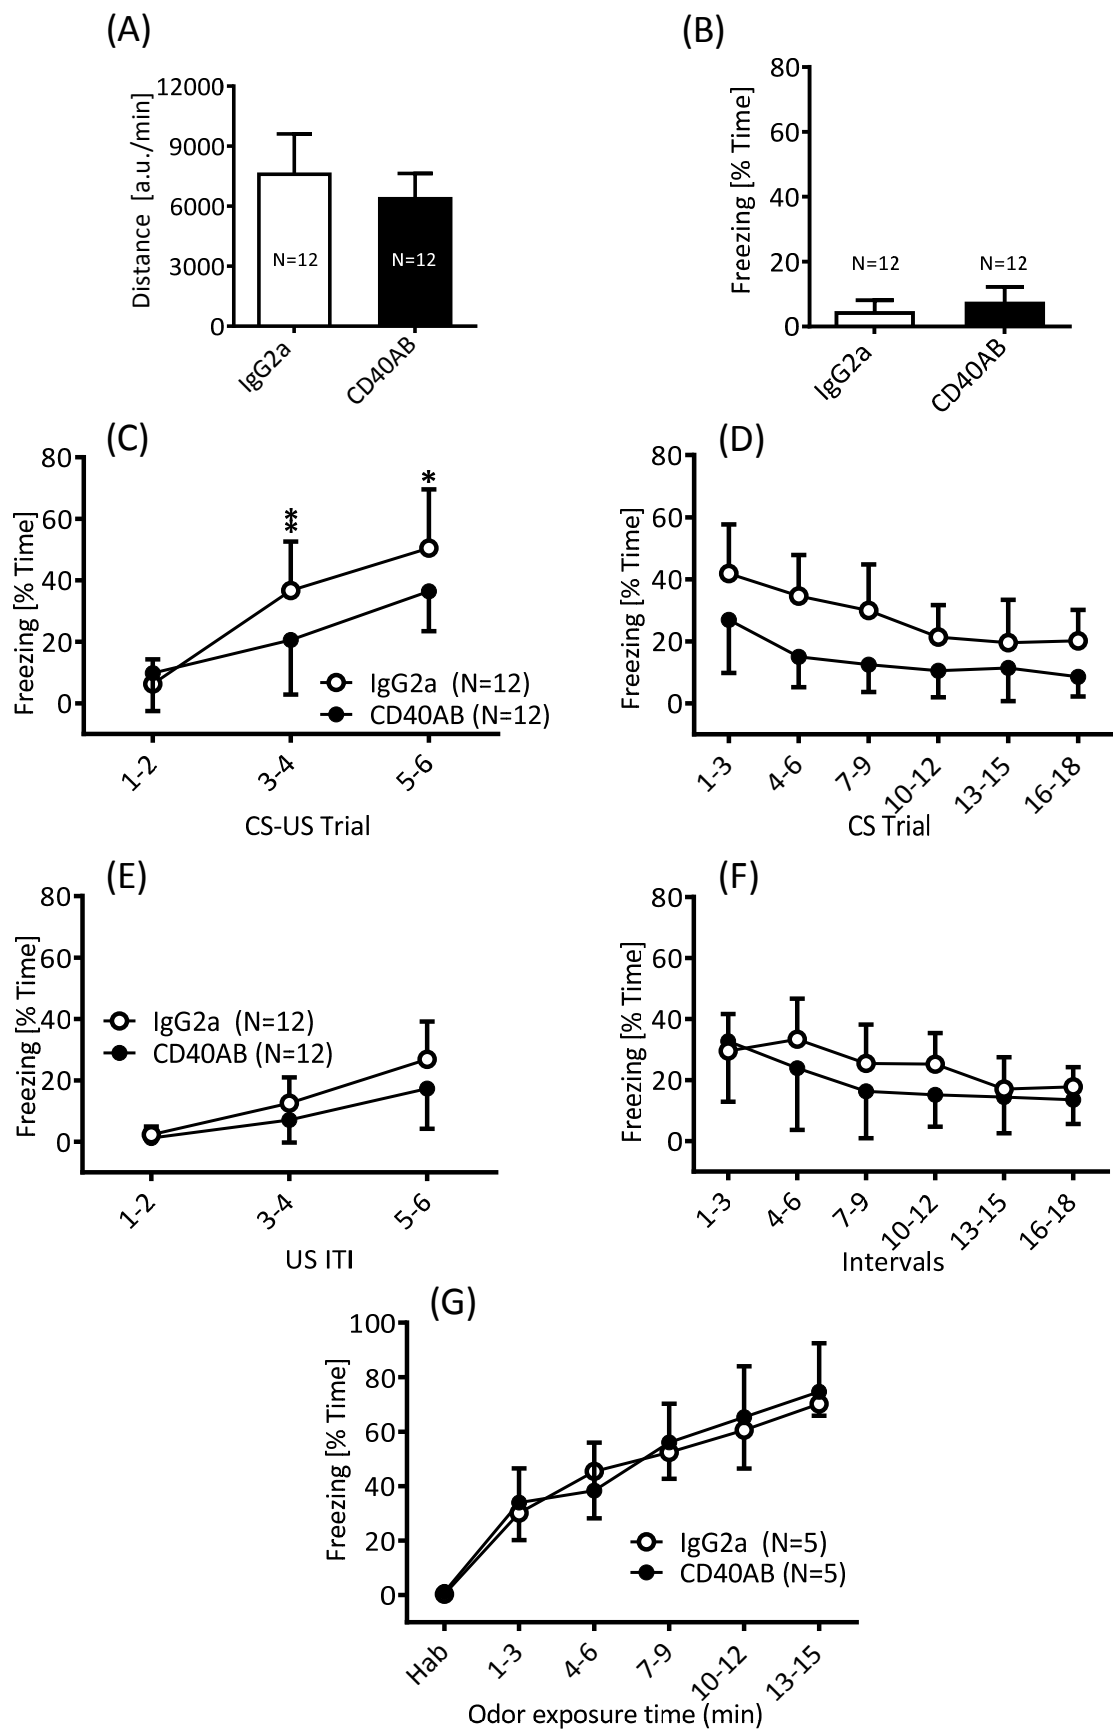 (A)
Distance [a.u./min]
12000
9000
6000
3000
0
N=12
N=12
IgG2a
CD40AB
(B)
Freezing [% Time]
80
60
40
20
0
N=12
N=12
IgG2a
CD40AB
(C)
Freezing [% Time]
80
60
40
20
0
**
*
IgG2a (N=12)
CD40AB (N=12)
1-2
3-4
5-6
CS-US Trial
(D)
Freezing [% Time]
80
60
40
20
0
1-3
4-6
7-9
10-12
13-15
16-18
CS Trial
(E)
Freezing [% Time]
80
60
40
20
0
IgG2a (N=12)
CD40AB (N=12)
1-2
3-4
5-6
US ITI
(F)
Freezing [% Time]
80
60
40
20
0
1-3
4-6
7-9
10-12
13-15
16-18
Intervals
(G)
Freezing [% Time]
100
80
60
40
20
0
IgG2a (N=5)
CD40AB (N=5)
Hab
1-3
4-6
7-9
10-12
13-15
Odor exposure time (min)